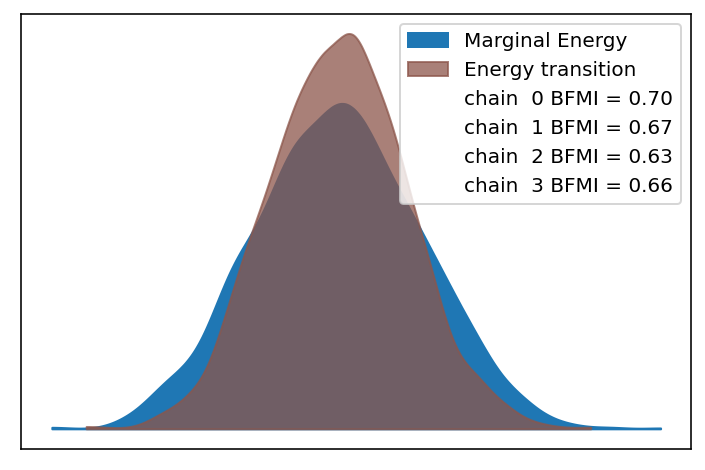 Marginal Energy
Energy transition
chain  0 BFMI = 0.70
chain  1 BFMI = 0.67
chain  2 BFMI = 0.63
chain  3 BFMI = 0.66